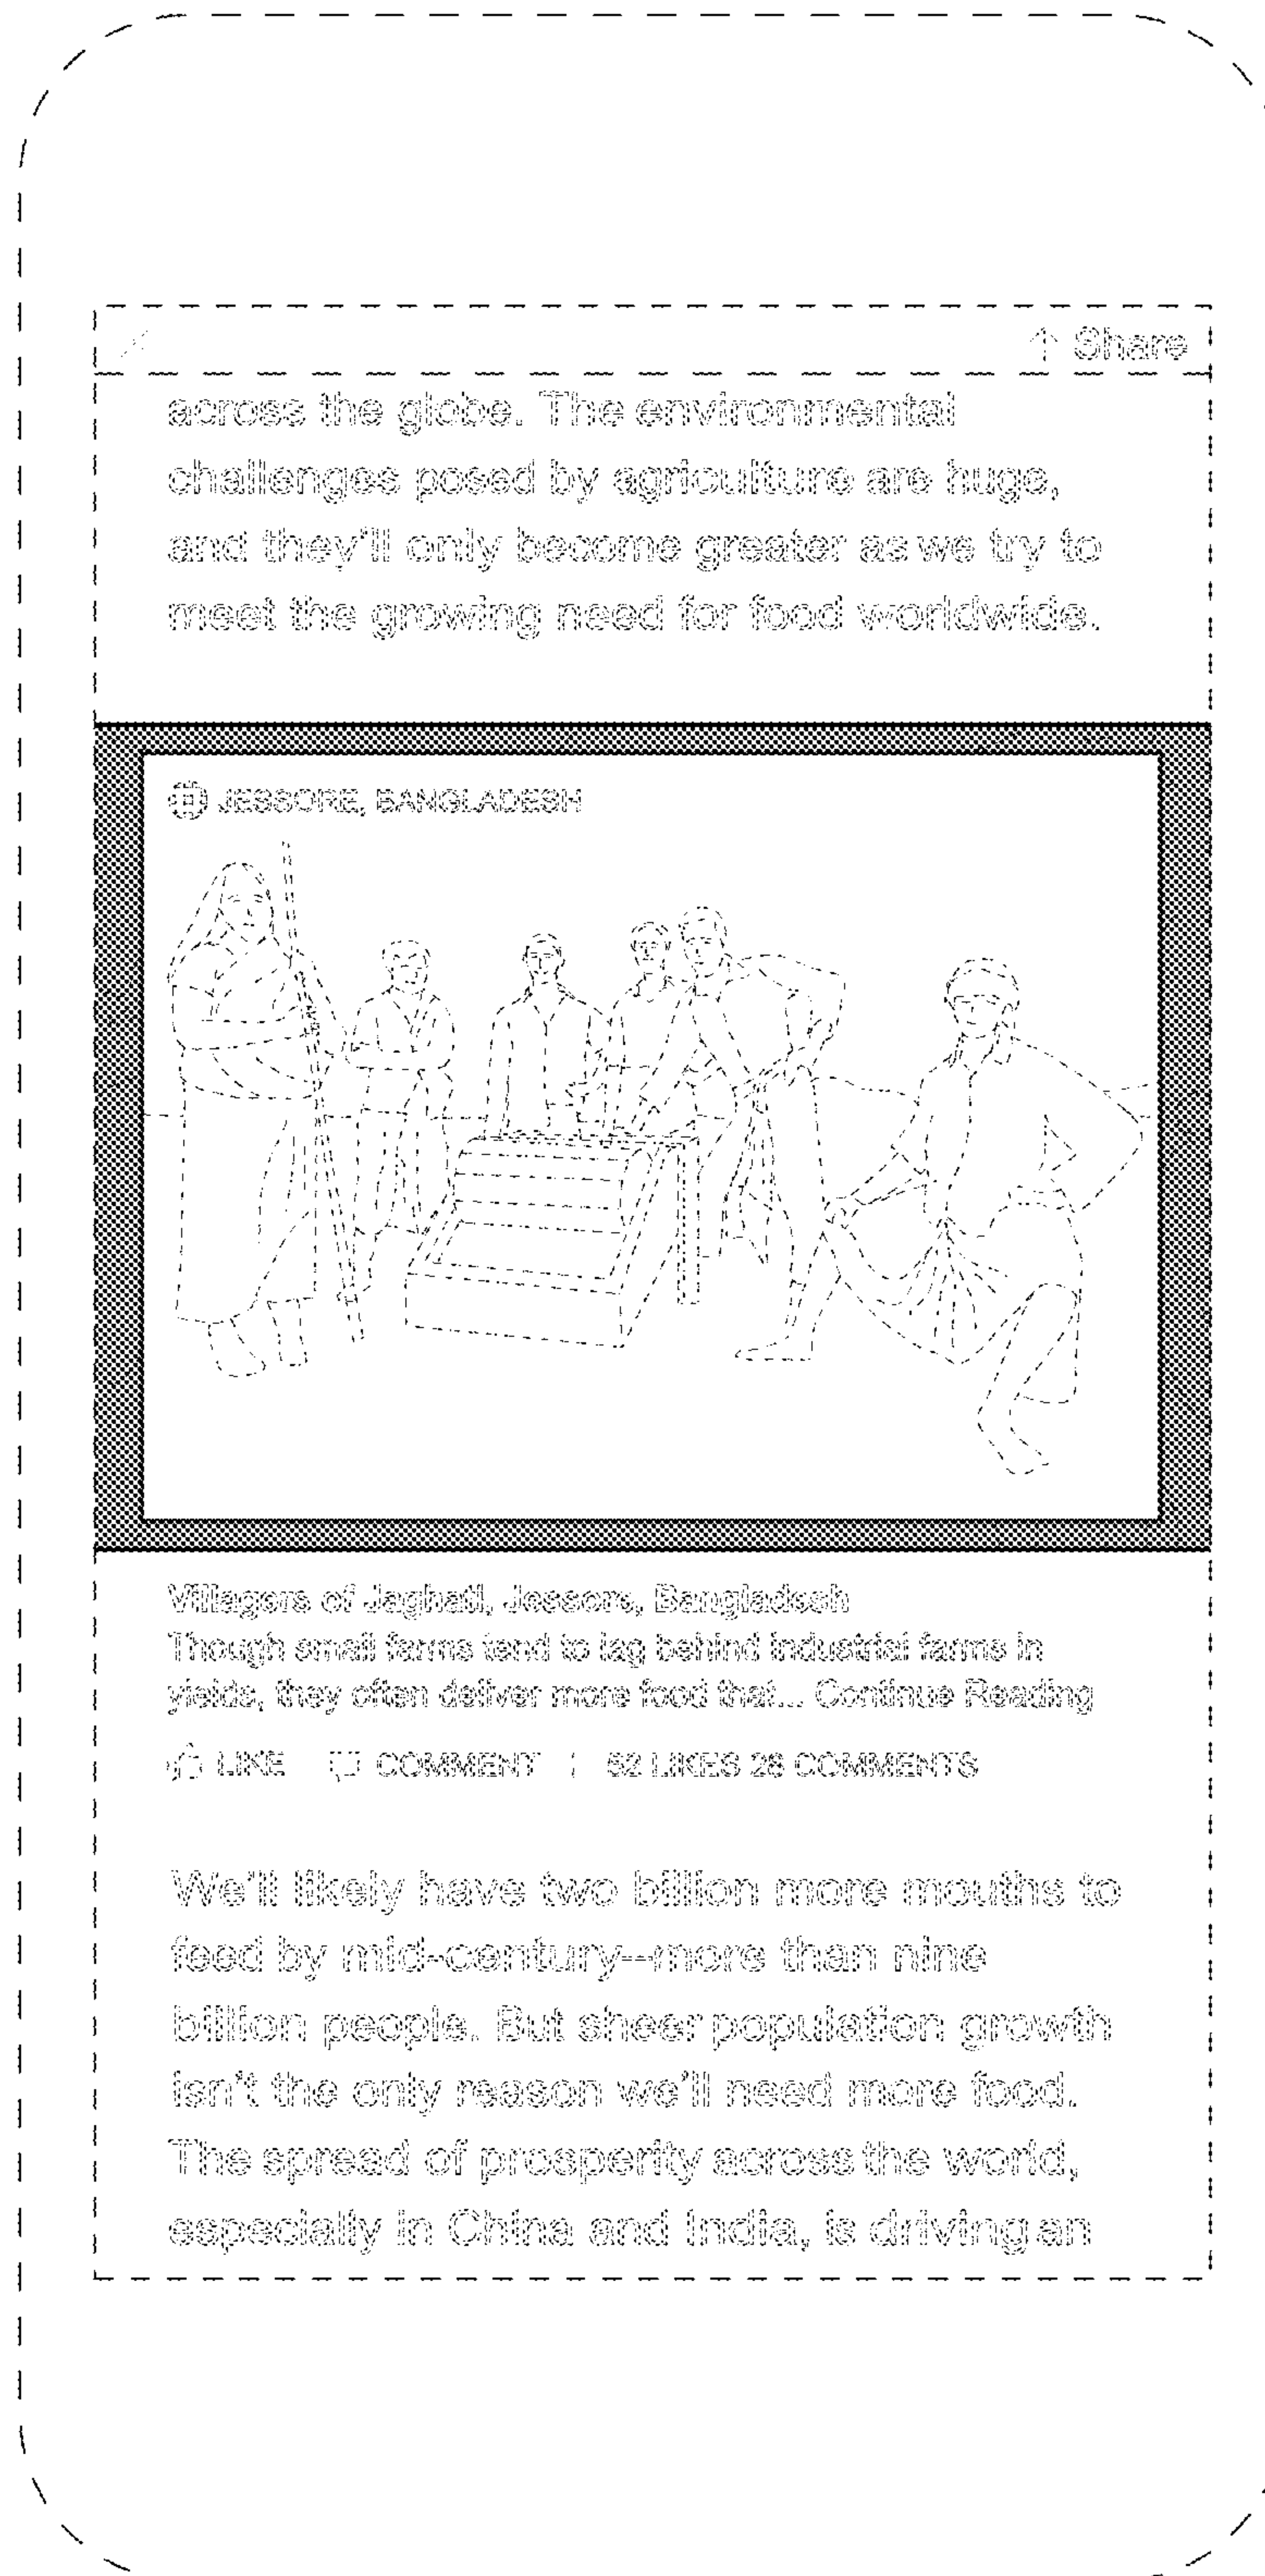 Share
across the globe. The environmental
challenges posed by agriculture are huge,
and they'll only become greater as we try to
meet the growing need for food worldwide.
JESSORE, BANGLADESH
Villagers of Jaghati, Jessore, Bangladesh
Though small farms tend to lag behind industrial farms in
yields, they often deliver more food that... Continue Reading
LIKE COMMENT | 52 LIKES 28 COMMENTS
We'll likely have two billion more mouths to
feed by mid-century--more than nine
billion people. But sheer population growth
isn't the only reason we'll need more food.
The spread of prosperity across the world,
especially in China and India, is driving an